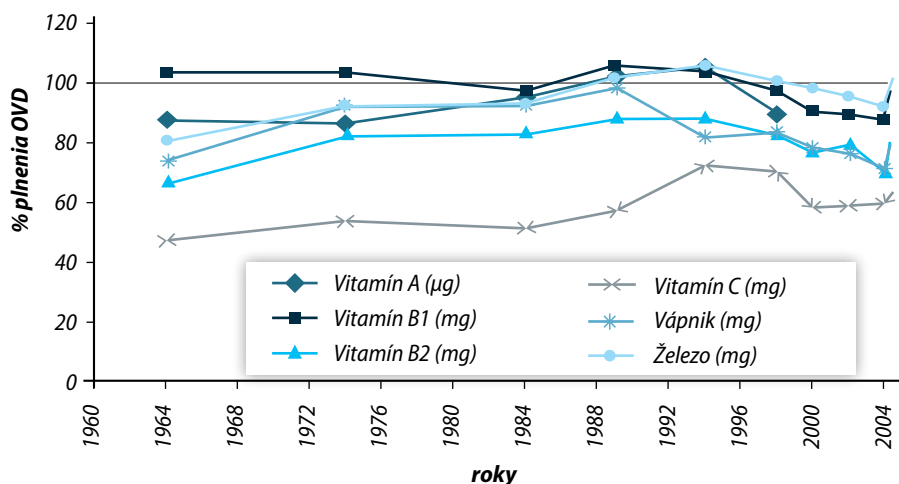 120
100
80
60
40
20
0
% plnenia OVD
Vitamín A (µg)
Vitamín B1 (mg)
Vitamín B2 (mg)
Vitamín C (mg)
Vápnik (mg)
Železo (mg)
1960
1964
1968
1972
1976
1980
1984
1988
1992
1996
2000
2004
roky